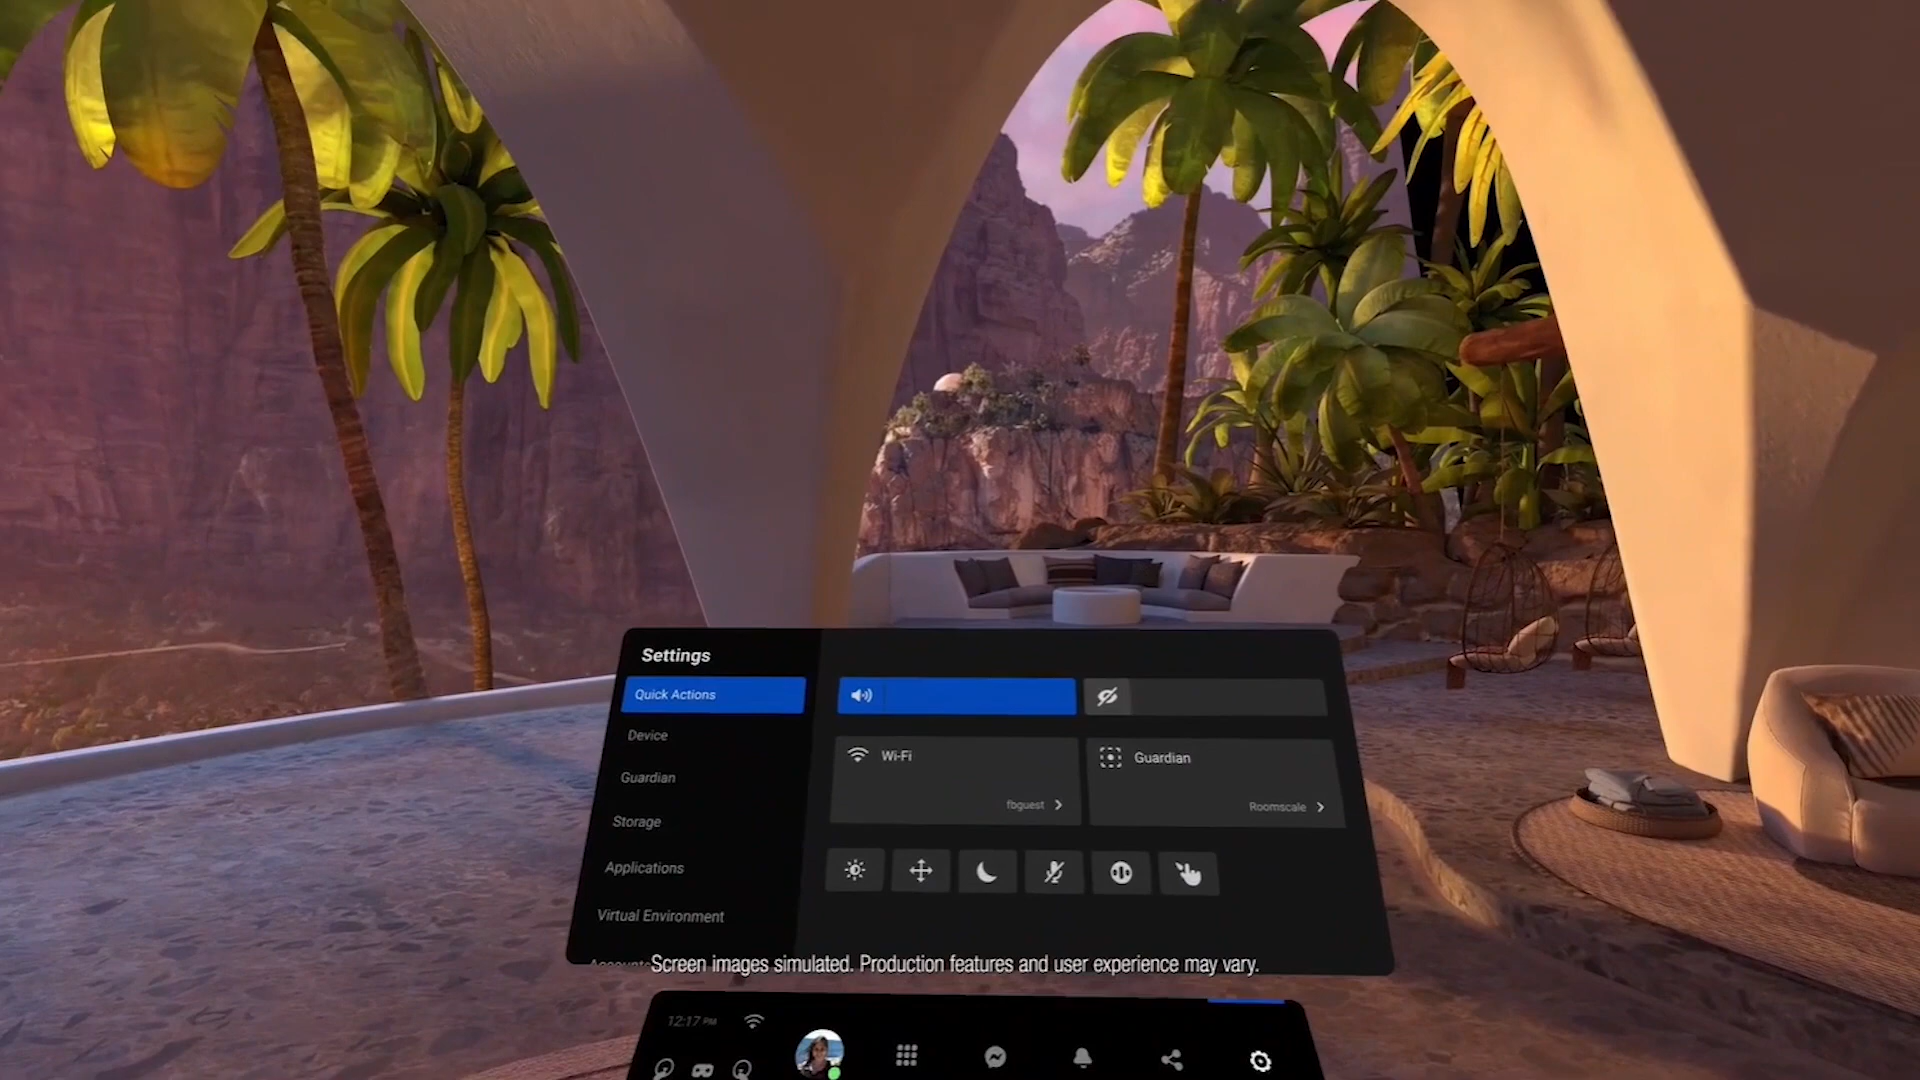 Settings
Quick Actions
Device
Guardian
Storage
Applications
Virtual Environment
Accounts
Wi-Fi
fbguest
Guardian
Roomscale
Screen images simulated. Production features and user experience may vary.
12:17 PM